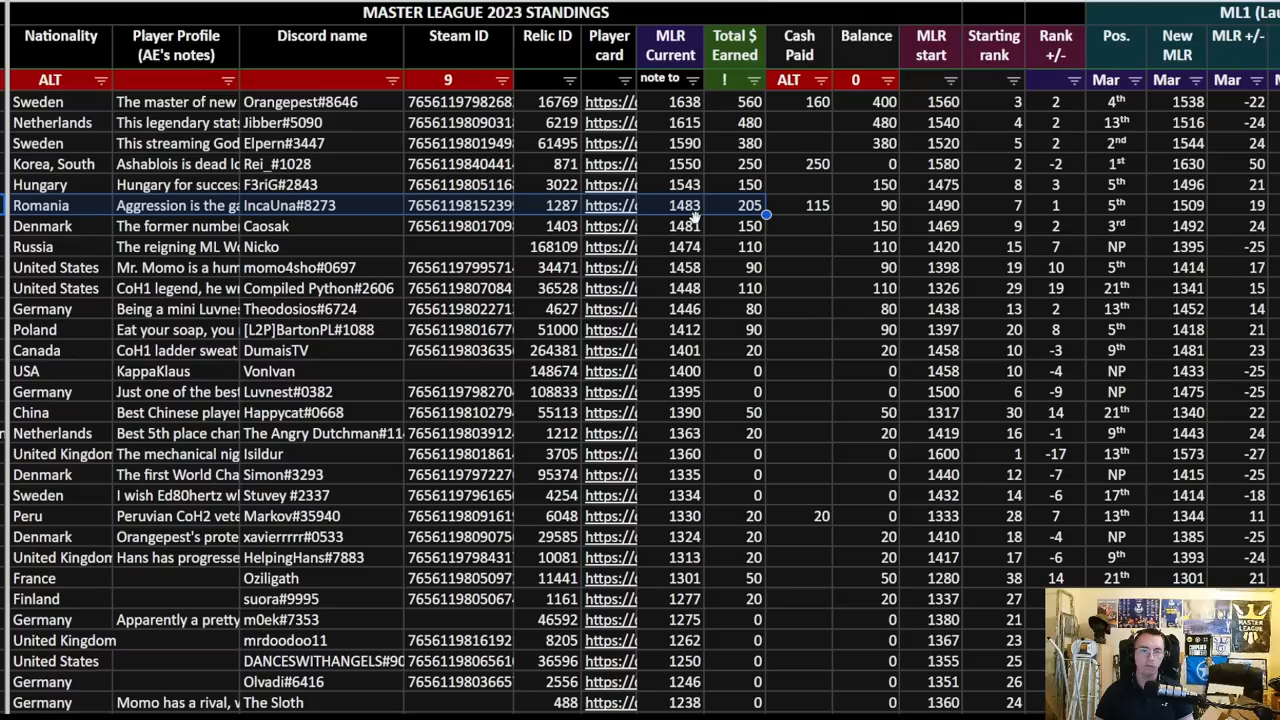 MASTER LEAGUE 2023 STANDINGS ML1 (La
Nationality Player Profile (AE's notes) Discord name Steam ID Relic ID Player card MLR Current Total $ Earned Cash Paid Balance MLR start Starting rank Rank +/- Pos. New MLR MLR +/-
ALT 9 note to ! ALT 0 Mar Mar Mar
Sweden The master of new Orangepest#8646 7656119798268 16769 https:// 1638 560 160 400 1560 3 2 4th 1538 -22
Netherlands This legendary stats Jibber#5090 7656119809031 6219 https:// 1615 480 480 1540 4 2 13th 1516 -24
Sweden This streaming God Elpern#3447 7656119801949 61495 https:// 1590 380 380 1520 5 2 2nd 1544 24
Korea, South Ashablois is dead lo Rei_#1028 7656119840441 871 https:// 1550 250 250 0 1580 2 -2 1st 1630 50
Hungary Hungary for succes F3riG#2843 7656119805116 3022 https:// 1543 150 150 1475 8 3 5th 1496 21
Romania Aggression is the ga IncaUna#8273 7656119815239 1287 https:// 1483 205 115 90 1490 7 1 5th 1509 19
Denmark The former number Caosak 7656119801709 1403 https:// 1481 150 150 1469 9 2 3rd 1492 24
Russia The reigning ML Wo Nicko 168109 https:// 1474 110 110 1420 15 7 NP 1395 -25
United States Mr. Momo is a hum momo4sho#0697 7656119799571 34471 https:// 1458 90 90 1398 19 10 5th 1414 17
United States CoH1 legend, he wr Compiled Python#2606 7656119807084 36528 https:// 1448 110 110 1326 29 19 21th 1341 15
Germany Being a mini Luvnes Theodosios#6724 7656119802271 4627 https:// 1446 80 80 1438 13 2 13th 1452 14
Poland Eat your soap, you [L2P]BartonPL#1088 7656119801677 51000 https:// 1412 90 90 1397 20 8 5th 1418 21
Canada CoH1 ladder sweat DumaisTV 7656119803635 264381 https:// 1401 20 20 1458 10 -3 9th 1481 23
USA KappaKlaus VonIvan 148674 https:// 1400 0 0 1458 10 -4 NP 1433 -25
Germany Just one of the best Luvnest#0382 7656119798270 108833 https:// 1395 0 0 1500 6 -9 NP 1475 -25
China Best Chinese player Happycat#0668 7656119810279 55113 https:// 1390 50 50 1317 30 14 21th 1340 22
Netherlands Best 5th place chan The Angry Dutchman#11 7656119803912 1212 https:// 1363 20 20 1419 16 -1 9th 1443 24
United Kingdom The mechanical nig Isildur 7656119801861 3705 https:// 1360 0 0 1600 1 -17 13th 1573 -27
Denmark The first World Cha Simon#3293 7656119797227 95374 https:// 1335 0 0 1440 12 -7 NP 1415 -25
Sweden I wish Ed80hertz w Stuvey #2337 7656119796165 4254 https:// 1334 0 0 1432 14 -6 17th 1414 -18
Peru Peruvian CoH2 vete Markov#35940 7656119809161 6048 https:// 1330 20 20 0 1333 28 7 13th 1344 11
Denmark Orangepest's prote xavierrrrr#0533 7656119809075 29585 https:// 1324 20 20 1410 18 -4 NP 1385 -25
United Kingdom Hans has progresse HelpingHans#7883 7656119798431 10081 https:// 1313 20 20 1418 17 -6 9th 1393 -24
France Oziligath 7656119805097 11441 https:// 1301 50 50 1280 38 14 21th 1301 21
Finland suora#9995 7656119805067 1161 https:// 1277 20 20 1337 27
Germany Apparently a pretty m0ek#7353 46592 https:// 1275 0 0 1380 21
United Kingdom mrdoodoo11 7656119816192 8205 https:// 1262 0 0 1367 23
United States DANCESWITHANGELS#90 7656119806561 36596 https:// 1250 0 0 1355 25
Germany Olvadi#6416 7656119803665 2556 https:// 1246 0 0 1351 26
Germany Momo has a rival, w The Sloth 488 https:// 1238 0 0 1360 24
MASTER LEAGUE